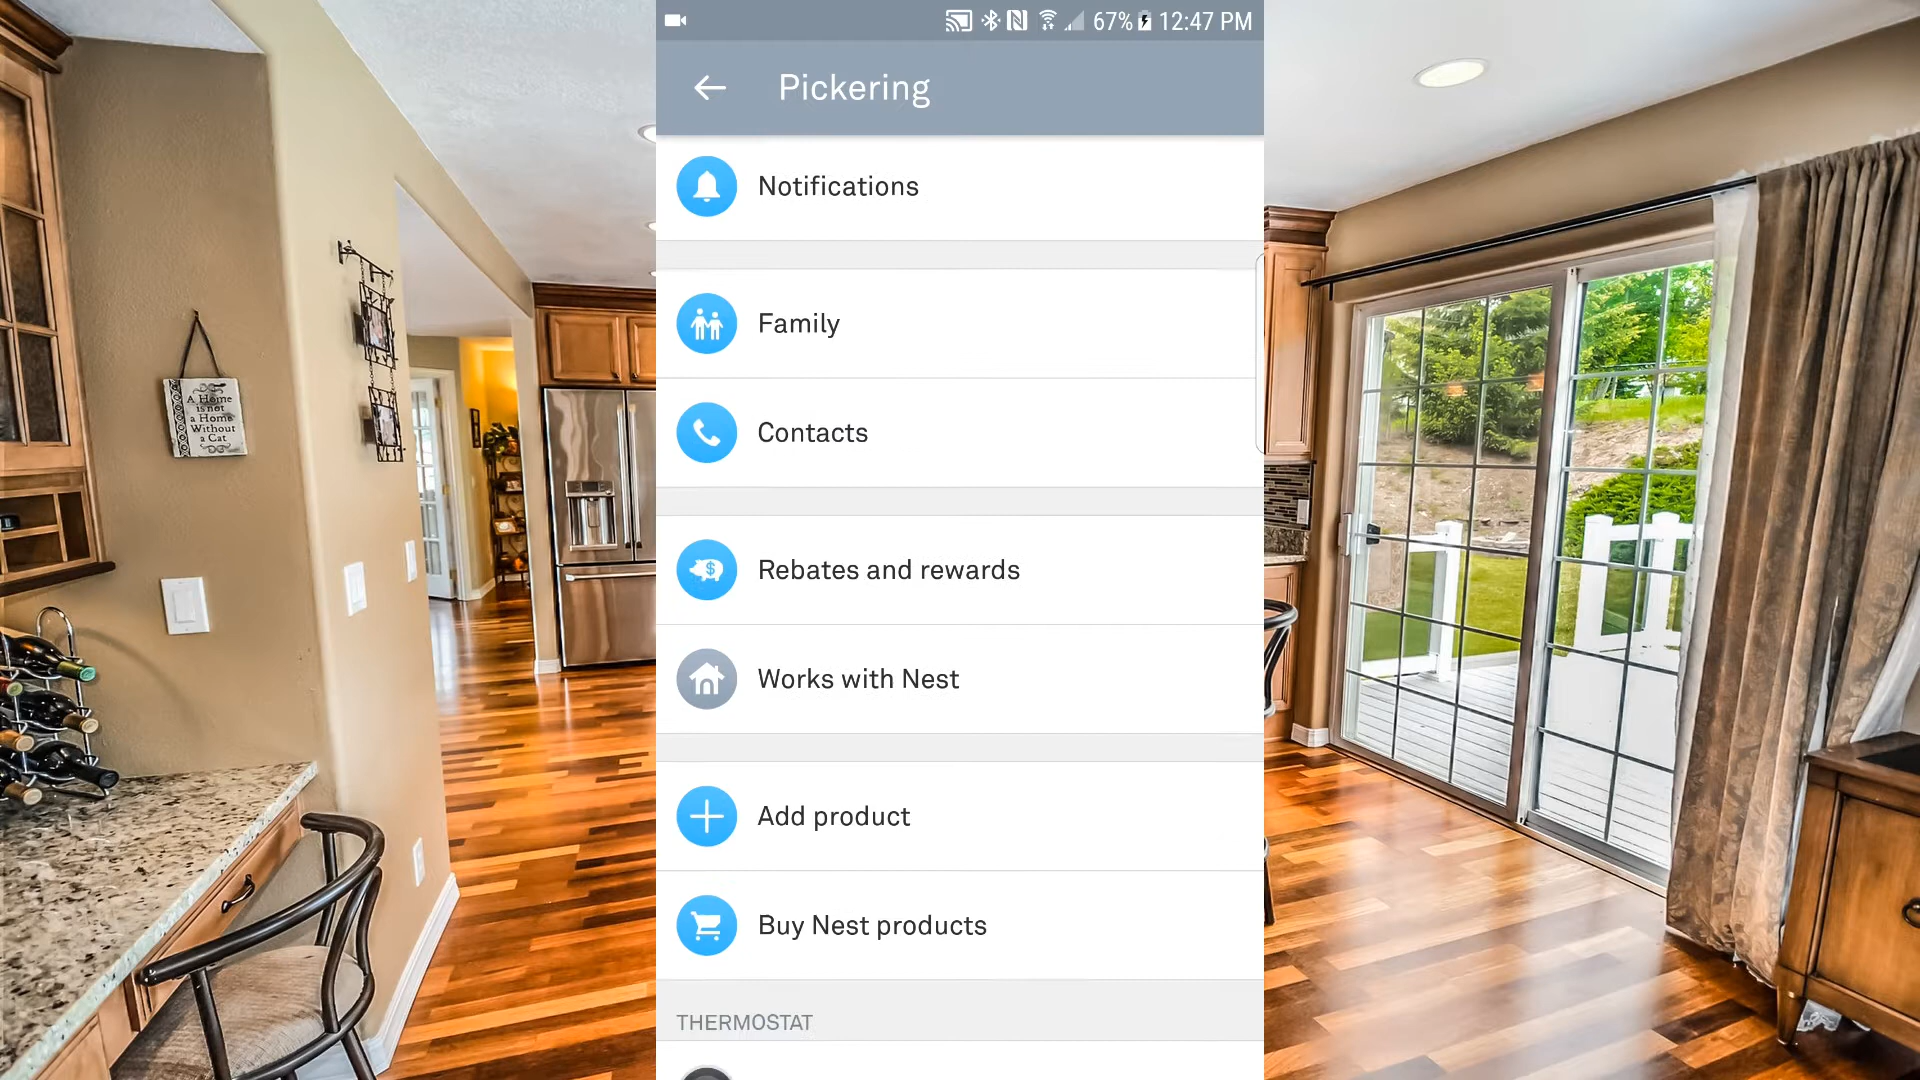 67% 12:47 PM
Pickering
Notifications
Family
Contacts
Rebates and rewards
Works with Nest
Add product
Buy Nest products
THERMOSTAT
A Home
is not
a Home
Without
a Cat